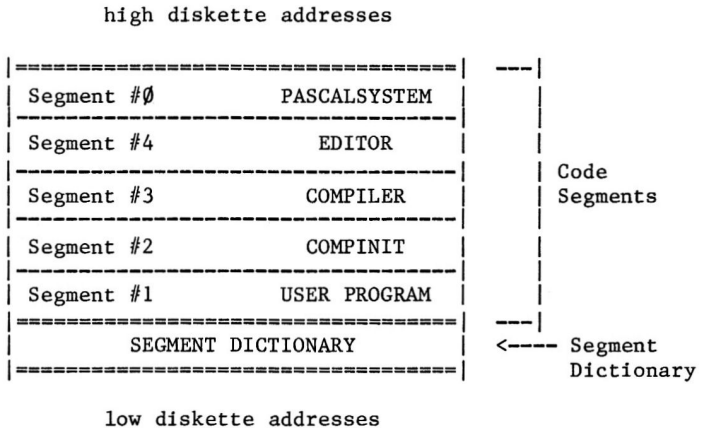 high diskette addresses
Segment #0 PASCALSYSTEM
Segment #4 EDITOR
Segment #3 COMPILER
Segment #2 COMPINIT
Segment #1 USER PROGRAM
Code
Segments
SEGMENT DICTIONARY
<---- Segment
Dictionary
low diskette addresses